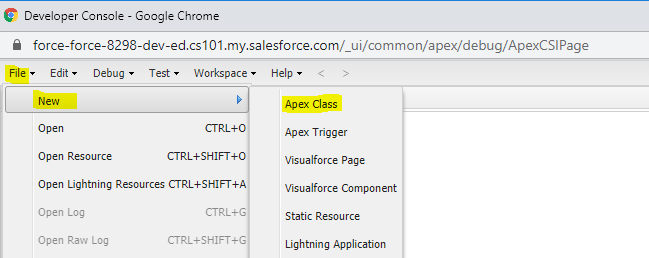 Developer Console - Google Chrome
force-force-8298-dev-ed.cs101.my.salesforce.com/_ui/common/apex/debug/ApexCSIPage
File Edit Debug Test Workspace Help < >
New
Open CTRL+O
Open Resource CTRL+SHIFT+O
Open Lightning Resources CTRL+SHIFT+A
Open Log CTRL+G
Open Raw Log CTRL+SHIFT+G
Apex Class
Apex Trigger
Visualforce Page
Visualforce Component
Static Resource
Lightning Application